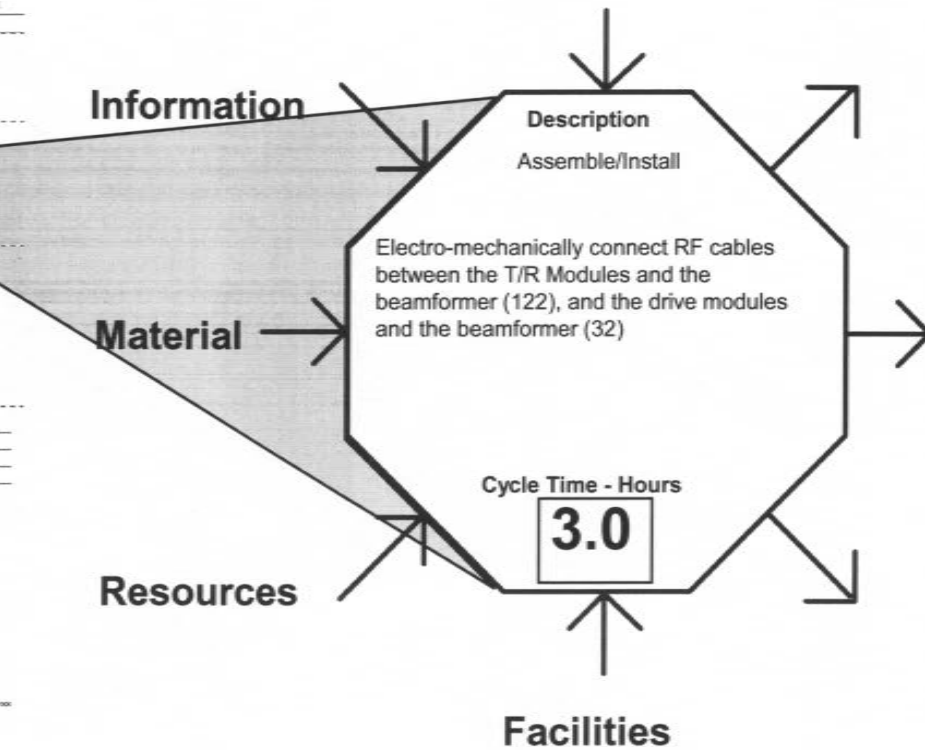 Information
Description
Assemble/Install
Electro-mechanically connect RF cables
between the T/R Modules and the
beamformer (122), and the drive modules
and the beamformer (32)
Material
Cycle Time - Hours
3.0
Resources
Facilities